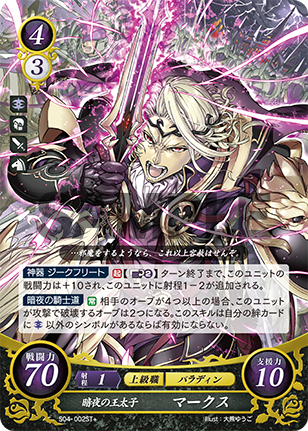 4
3
…邪魔をするようなら、これ以上容赦はせんぞ。
神器 ジークフリート 起 【 2】ターン終了まで、このユニットの
戦闘力は+10され、このユニットに射程1-2が追加される。
暗夜の騎士道 常 相手のオーブが4つ以上の場合、このユニット
が攻撃で破壊するオーブは2つになる。このスキルは自分の絆カード
に 以外のシンボルがあるならば有効にならない。
戦闘力
70
射程 1 上級職 パラディン
支援力
10
暗夜の王太子 マークス
S04-002ST+
Illust:大熊ゆうご